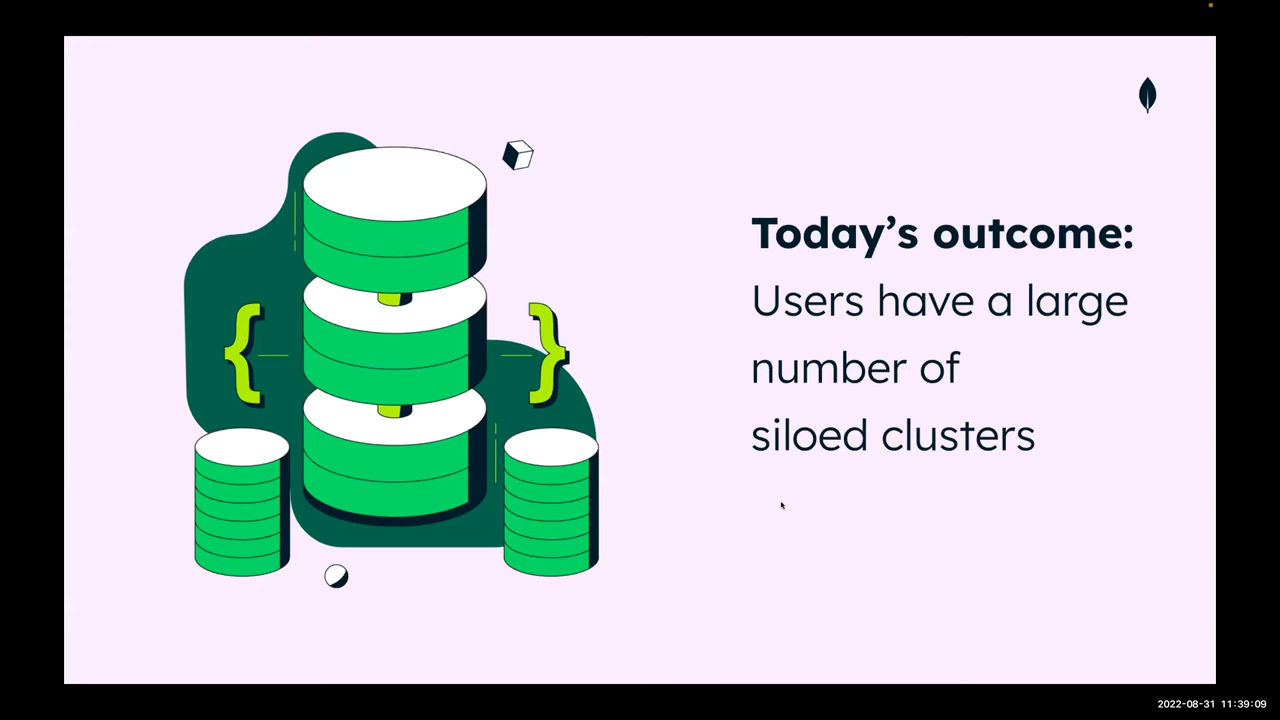 Today’s outcome:
Users have a large
number of
siloed clusters
{ }
2022-08-31 11:39:09